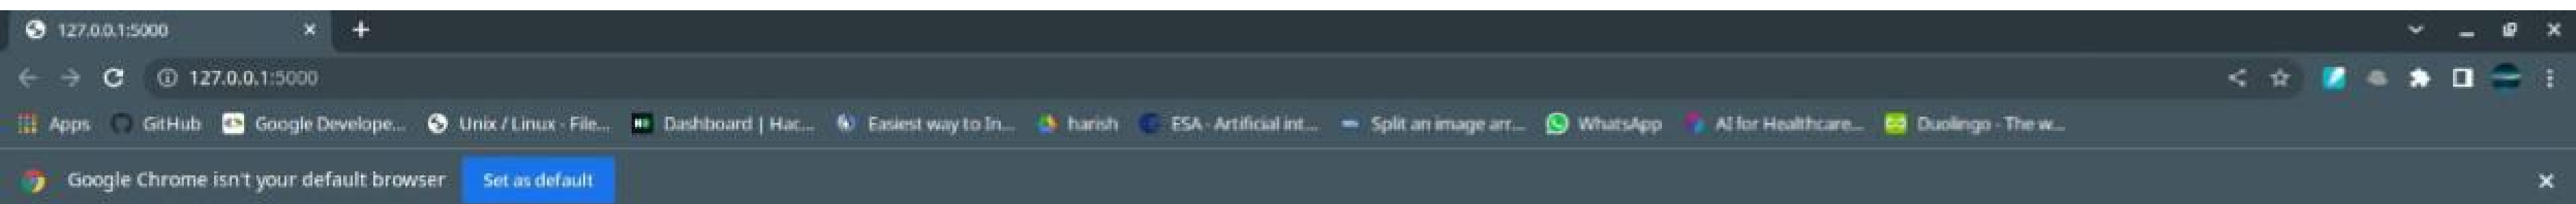 127.0.0.1:5000
127.0.0.1:5000
Apps GitHub Google Develope... Unix / Linux - File... Dashboard | Hac... Easiest way to In... harish ESA - Artificial int... Split an image arr... WhatsApp AI for Healthcare... Duolingo - The w...
Google Chrome isn't your default browser Set as default